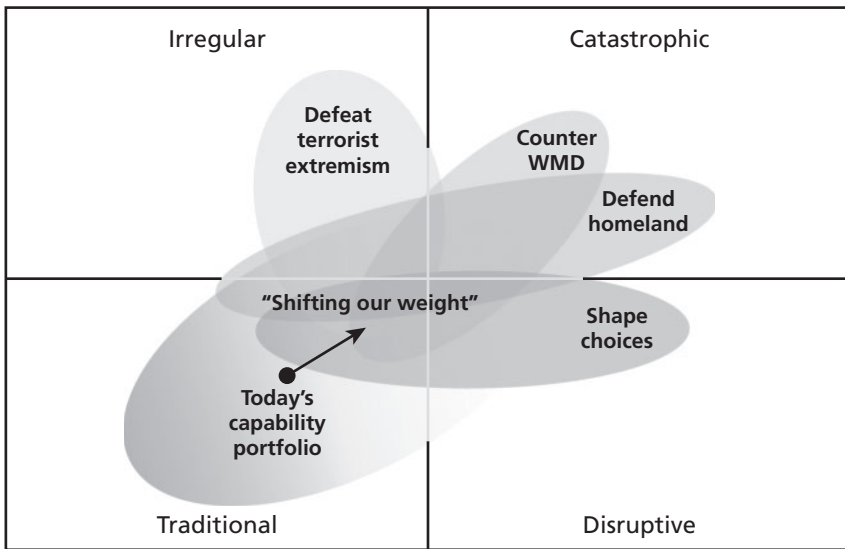 Irregular
Catastrophic
Defeat
terrorist
extremism
Counter
WMD
Defend
homeland
“Shifting our weight”
Shape
choices
Today’s
capability
portfolio
Traditional
Disruptive